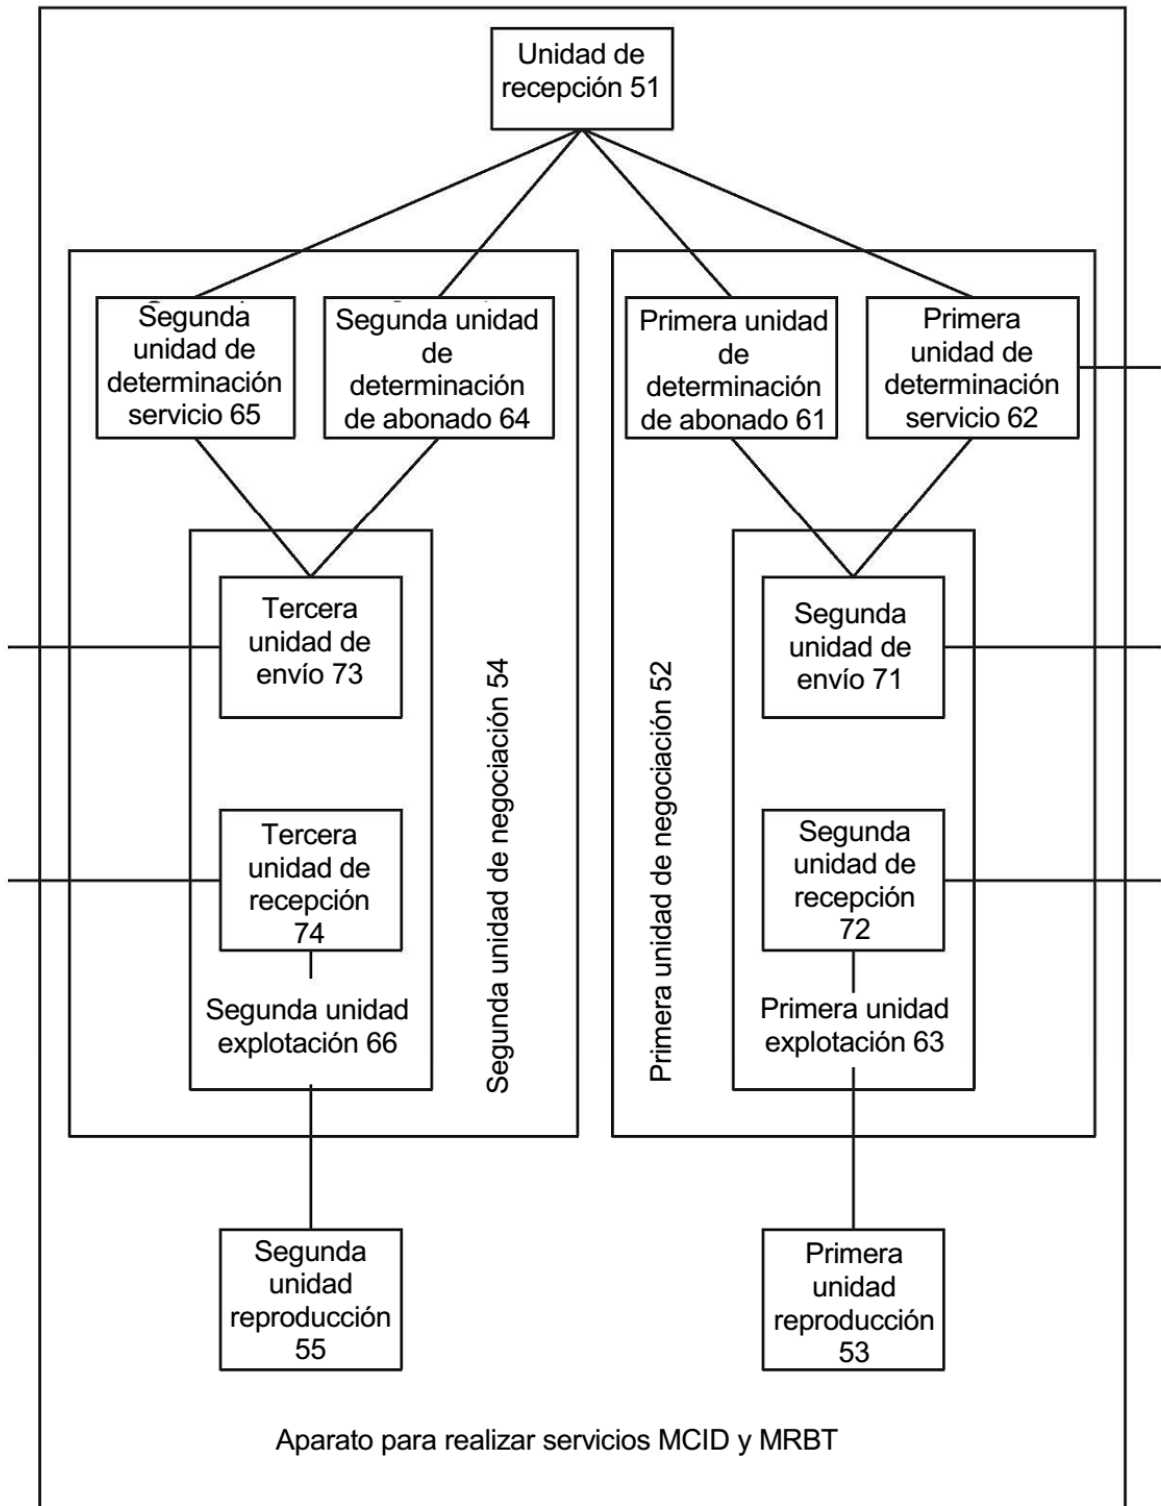 Unidad de
recepción 51
Segunda
unidad de
determinación
servicio 65
Segunda unidad
de
determinación
de abonado 64
Primera unidad
de
determinación
de abonado 61
Primera
unidad de
determinación
servicio 62
Tercera
unidad de
envío 73
Segunda
unidad de
envío 71
Tercera
unidad de
recepción
74
Segunda unidad
explotación 66
Segunda unidad de negociación 54
Primera unidad de negociación 52
Segunda
unidad de
recepción
72
Primera unidad
explotación 63
Segunda
unidad
reproducción
55
Primera
unidad
reproducción
53
Aparato para realizar servicios MCID y MRBT